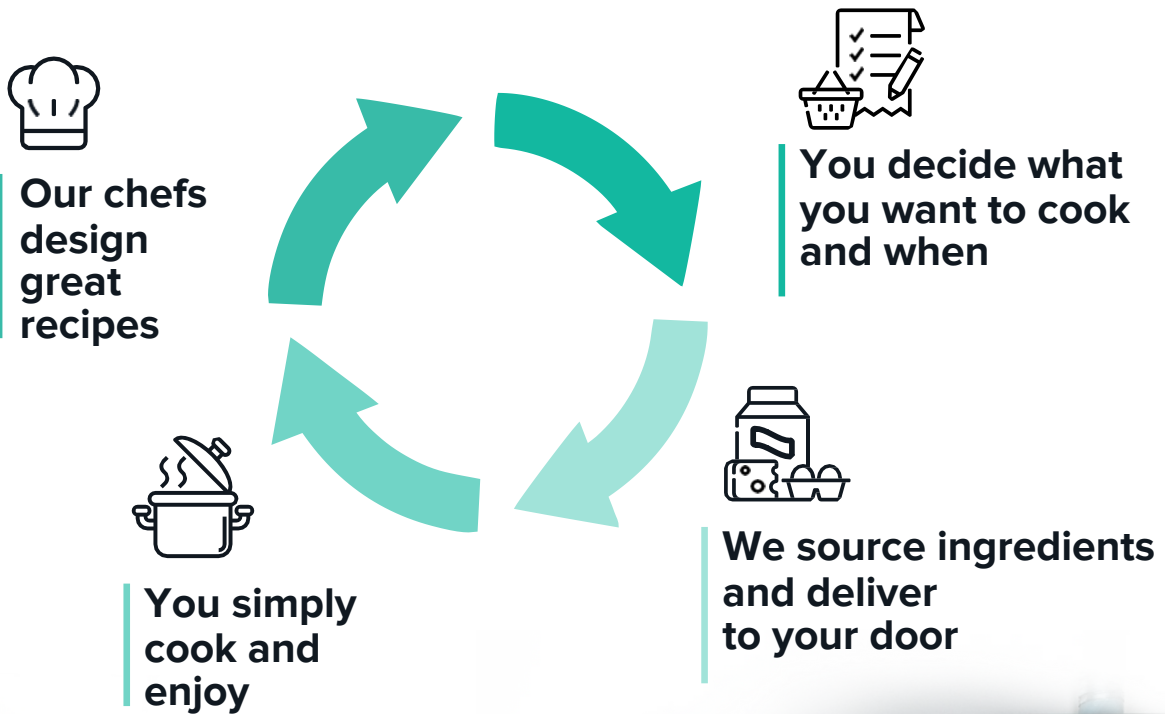 Our chefs
design
great
recipes
You decide what
you want to cook
and when
We source ingredients
and deliver
to your door
You simply
cook and
enjoy